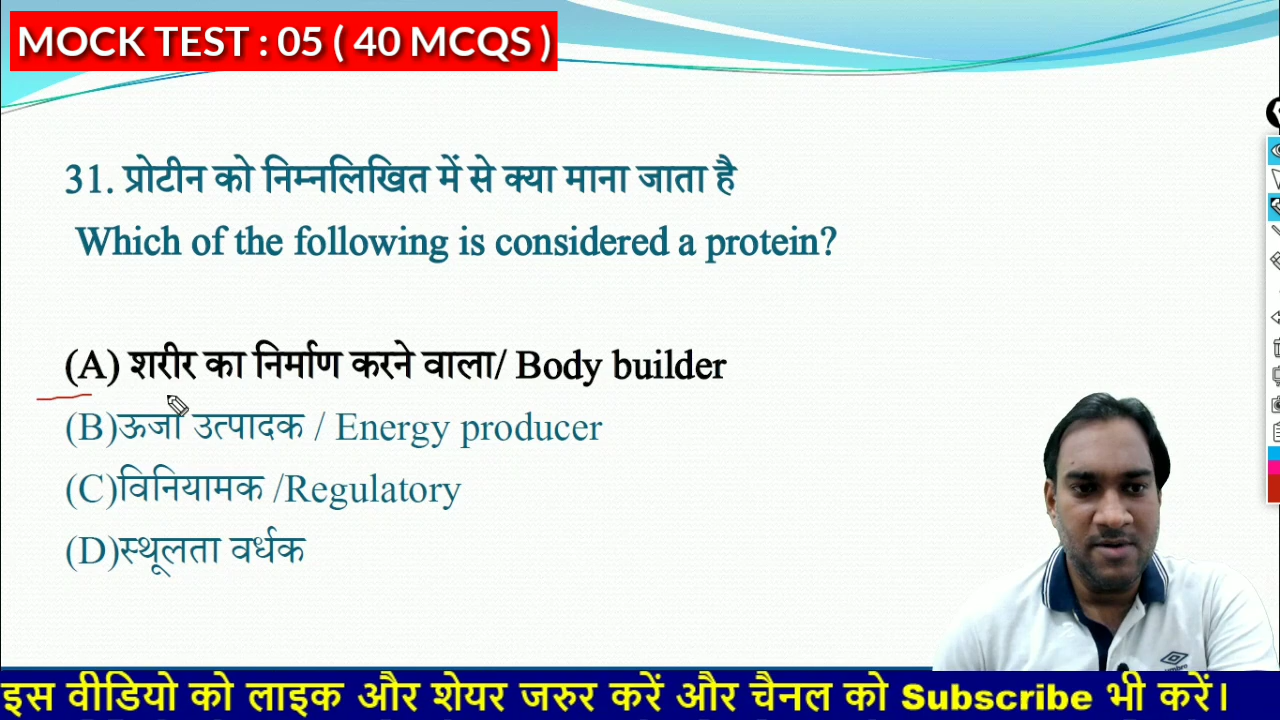 MOCK TEST : 05 ( 40 MCQS )
31. प्रोटीन को निम्नलिखित में से क्या माना जाता है
Which of the following is considered a protein?
(A) शरीर का निर्माण करने वाला/ Body builder
(B)ऊर्जा उत्पादक / Energy producer
(C)विनियामक /Regulatory
(D)स्थूलता वर्धक
इस वीडियो को लाइक और शेयर जरुर करें और चैनल को Subscribe भी करें।